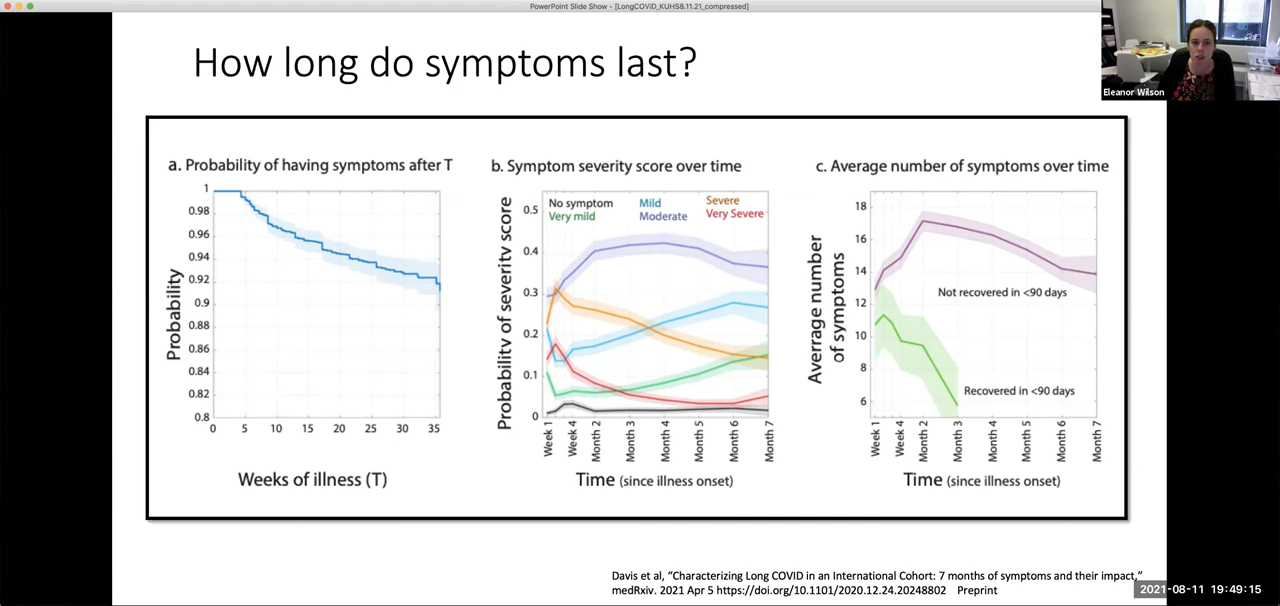 PowerPoint Slide Show - [LongCOVID_KUHS8.11.21_compressed]
Eleanor Wilson
How long do symptoms last?
a. Probability of having symptoms after T
Probability
1
0.98
0.96
0.94
0.92
0.9
0.88
0.86
0.84
0.82
0.8
0 5 10 15 20 25 30 35
Weeks of illness (T)
b. Symptom severity score over time
Probability of severity score
0.5
0.4
0.3
0.2
0.1
0
No symptom Mild Severe
Very mild Moderate Very Severe
Week 1 Week 4 Month 2 Month 3 Month 4 Month 5 Month 6 Month 7
Time (since illness onset)
c. Average number of symptoms over time
Averrage number
of symptoms
18
16
14
12
10
8
6
Not recovered in <90 days
Recovered in <90 days
Week 1 Week 4 Month 2 Month 3 Month 4 Month 5 Month 6 Month 7
Time (since illness onset)
Davis et al, “Characterizing Long COVID in an International Cohort: 7 months of symptoms and their impact,”
medRxiv. 2021 Apr 5 https://doi.org/10.1101/2020.12.24.20248802 Preprint
2021-08-11 19:49:15